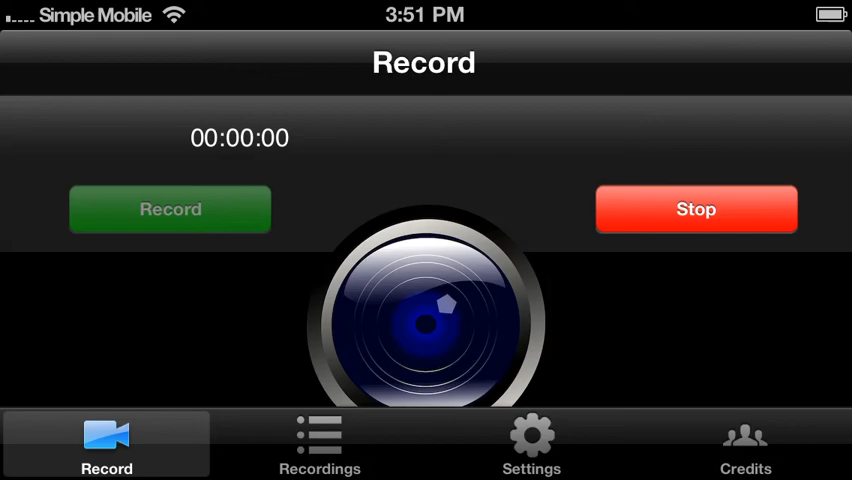 Simple Mobile 3:51 PM
Record
00:00:00
Record Stop
Record Recordings Settings Credits